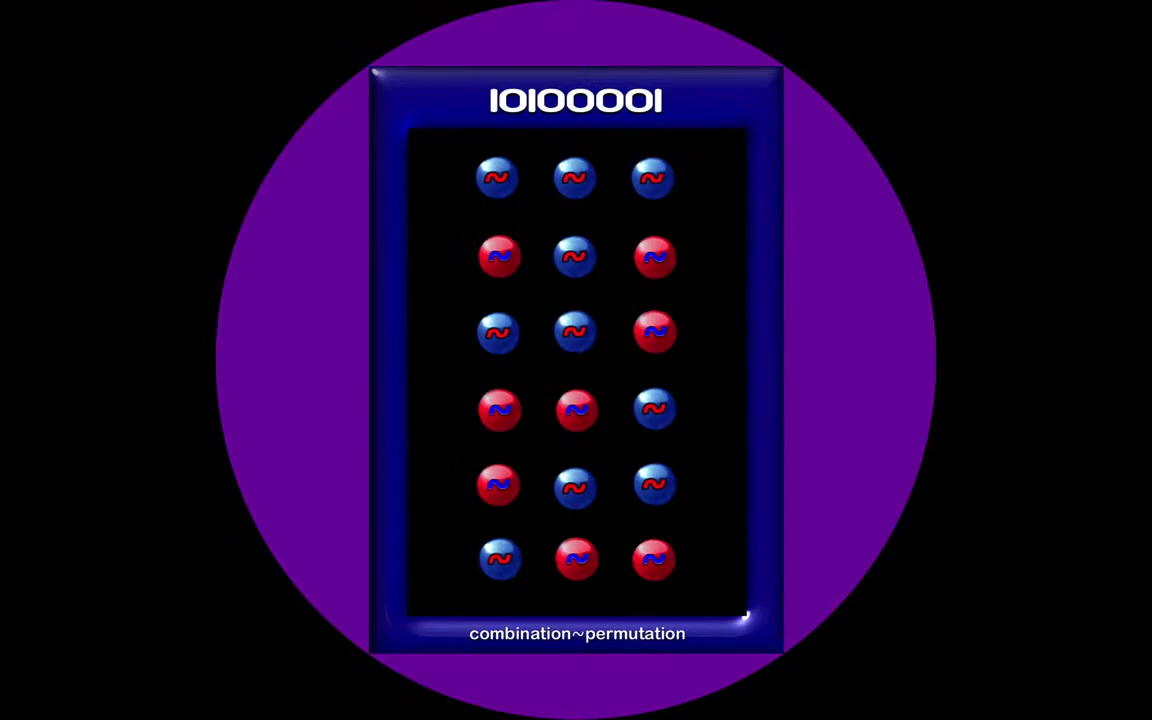 10100001
~ ~ ~
~ ~ ~
~ ~ ~
~ ~ ~
~ ~ ~
~ ~ ~
combination~permutation